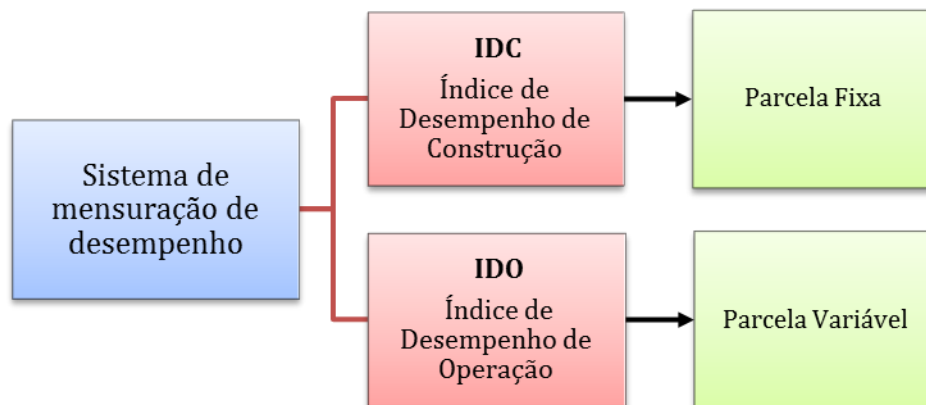 IDC
Índice de
Desempenho de
Construção
Parcela Fixa
Sistema de
mensuração de
desempenho
IDO
Índice de
Desempenho de
Operação
Parcela Variável